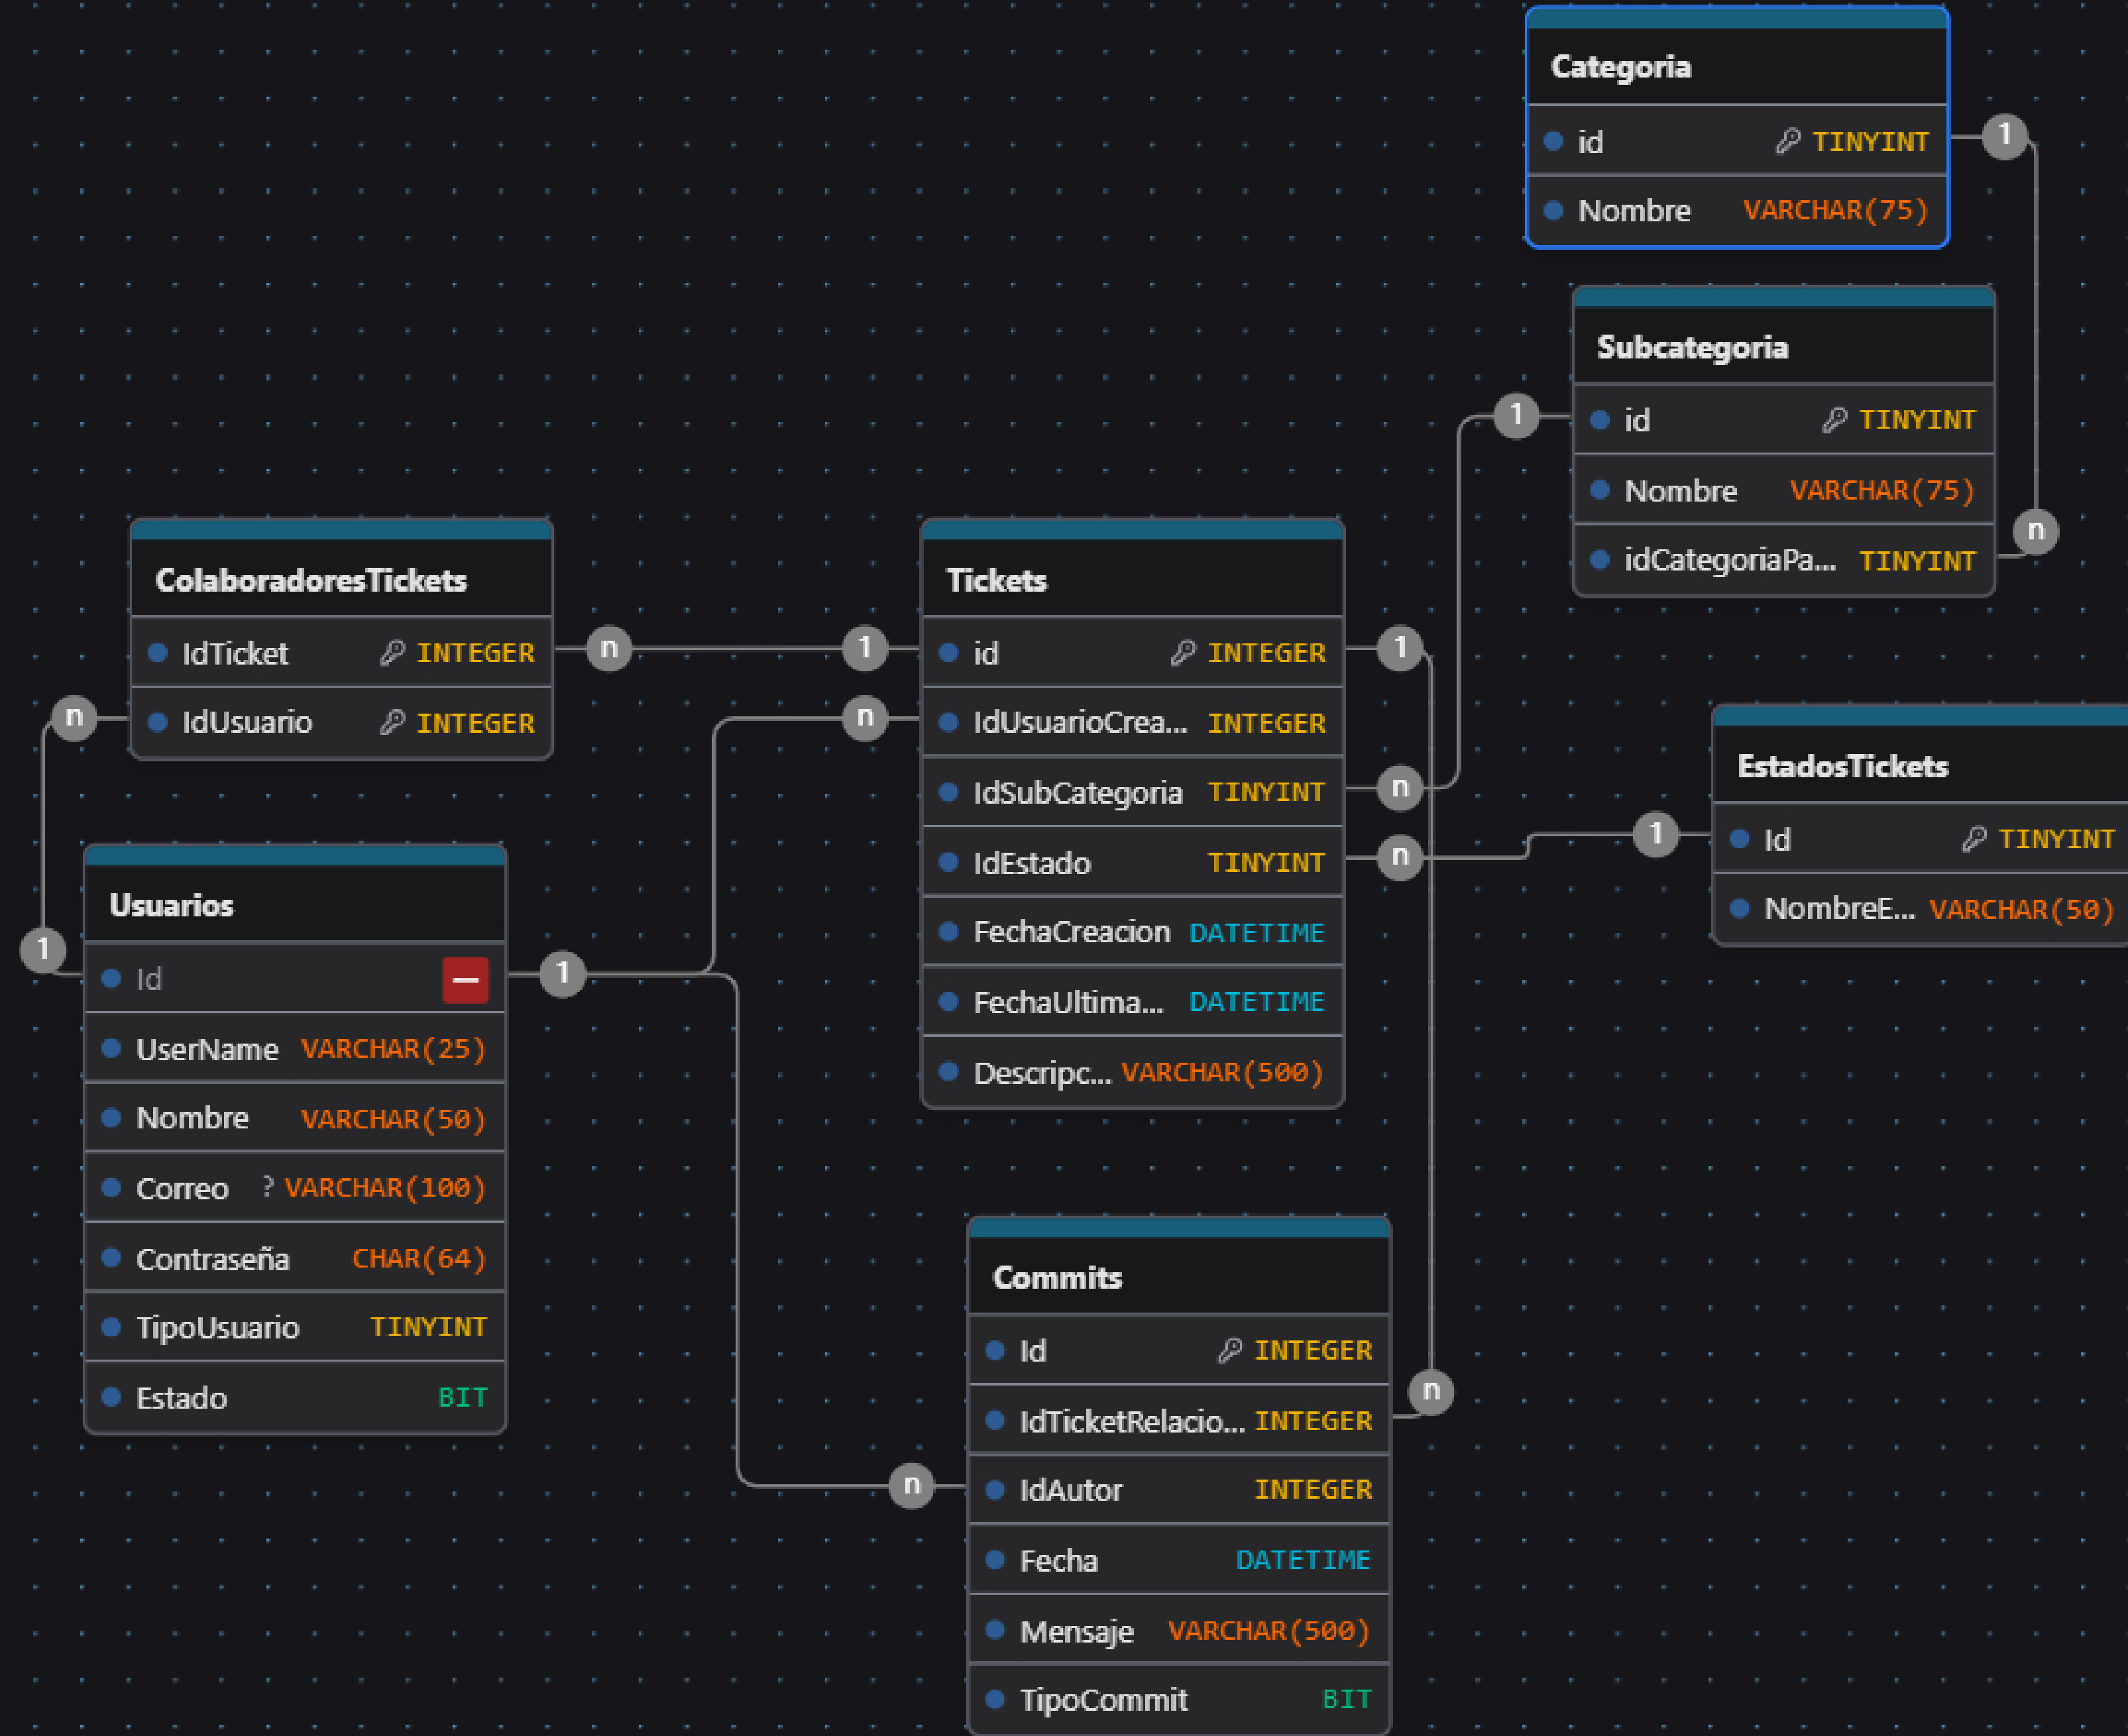 Categoria
id TINYINT
Nombre VARCHAR(75)
Subcategoria
id TINYINT
Nombre VARCHAR(75)
idCategoriaPa... TINYINT
ColaboradoresTickets
IdTicket INTEGER
IdUsuario INTEGER
Tickets
id INTEGER
IdUsuarioCrea... INTEGER
IdSubCategoria TINYINT
IdEstado TINYINT
FechaCreacion DATETIME
FechaUltima... DATETIME
Descripc... VARCHAR(500)
EstadosTickets
Id TINYINT
NombreE... VARCHAR(50)
Usuarios
Id
UserName VARCHAR(25)
Nombre VARCHAR(50)
Correo ? VARCHAR(100)
Contraseña CHAR(64)
TipoUsuario TINYINT
Estado BIT
Commits
Id INTEGER
IdTicketRelacio... INTEGER
IdAutor INTEGER
Fecha DATETIME
Mensaje VARCHAR(500)
TipoCommit BIT
1
n
1
n
1
n
n
1
n
1
n
1
n
1
1
n
n